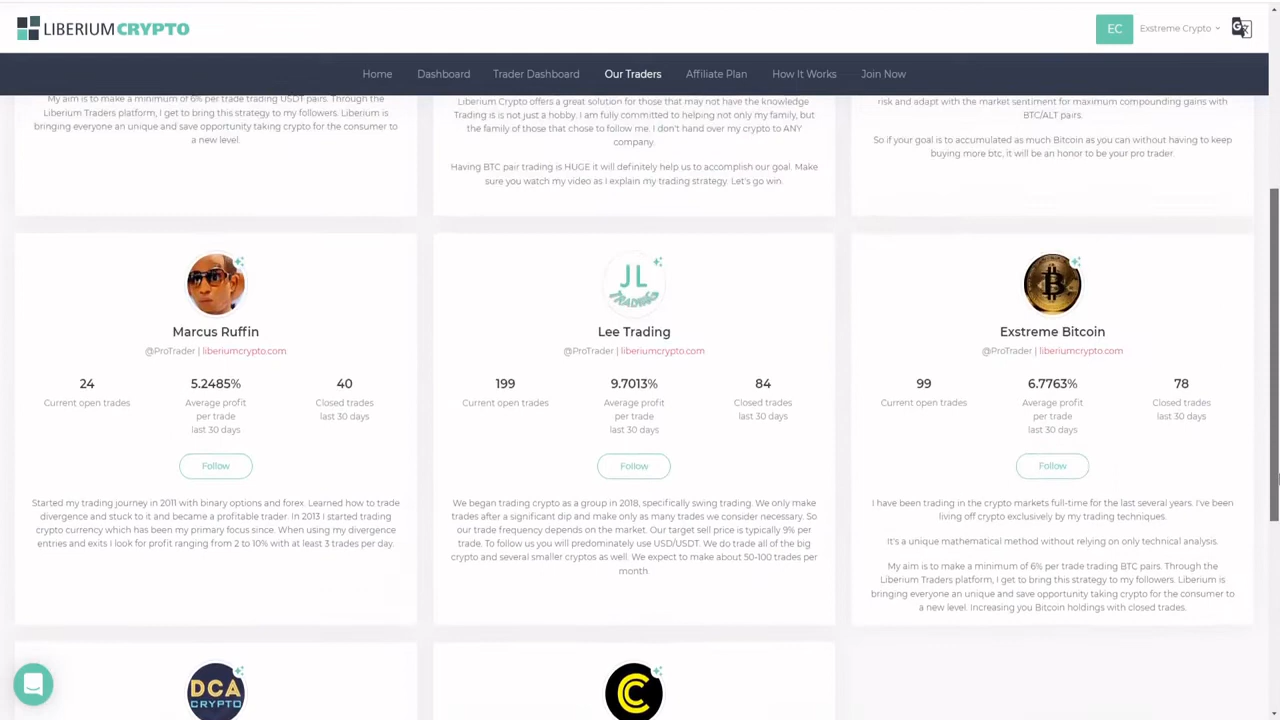 LIBERIUMCRYPTO
EC
Exstreme Crypto
Home
Dashboard
Trader Dashboard
Our Traders
Affiliate Plan
How It Works
Join Now
My aim is to make a minimum of 6% per trade trading USDT pairs. Through the
Liberium Traders platform, I get to bring this strategy to my followers. Liberium is
bringing everyone an unique and save opportunity taking crypto for the consumer to
a new level.
Liberium Crypto offers a great solution for those that may not have the knowledge
Trading is is not just a hobby. I am fully committed to helping not only my family, but
the family of those that chose to follow me. I don't hand over my crypto to ANY
company.
Having BTC pair trading is HUGE it will definitely help us to accomplish our goal. Make
sure you watch my video as I explain my trading strategy. Let's go win.
risk and adapt with the market sentiment for maximum compounding gains with
BTC/ALT pairs.
So if your goal is to accumulated as much Bitcoin as you can without having to keep
buying more btc, it will be an honor to be your pro trader.
Marcus Ruffin
@ProTrader | liberiumcrypto.com
24
Current open trades
5.2485%
Average profit
per trade
last 30 days
40
Closed trades
last 30 days
Follow
Started my trading journey in 2011 with binary options and forex. Learned how to trade
divergence and stuck to it and became a profitable trader. In 2013 I started trading
crypto currency which has been my primary focus since. When using my divergence
entries and exits I look for profit ranging from 2 to 10% with at least 3 trades per day.
JL
TRADING
Lee Trading
@ProTrader | liberiumcrypto.com
199
Current open trades
9.7013%
Average profit
per trade
last 30 days
84
Closed trades
last 30 days
Follow
We began trading crypto as a group in 2018, specifically swing trading. We only make
trades after a significant dip and make only as many trades we consider necessary. So
our trade frequency depends on the market. Our target sell price is typically 9% per
trade. To follow us you will predominately use USD/USDT. We do trade all of the big
crypto and several smaller cryptos as well. We expect to make about 50-100 trades per
month.
Exstreme Bitcoin
@ProTrader | liberiumcrypto.com
99
Current open trades
6.7763%
Average profit
per trade
last 30 days
78
Closed trades
last 30 days
Follow
I have been trading in the crypto markets full-time for the last several years. I've been
living off crypto exclusively by my trading techniques.
It's a unique mathematical method without relying on only technical analysis.
My aim is to make a minimum of 6% per trade trading BTC pairs. Through the
Liberium Traders platform, I get to bring this strategy to my followers. Liberium is
bringing everyone an unique and save opportunity taking crypto for the consumer to
a new level. Increasing you Bitcoin holdings with closed trades.
DCA
CRYPTO